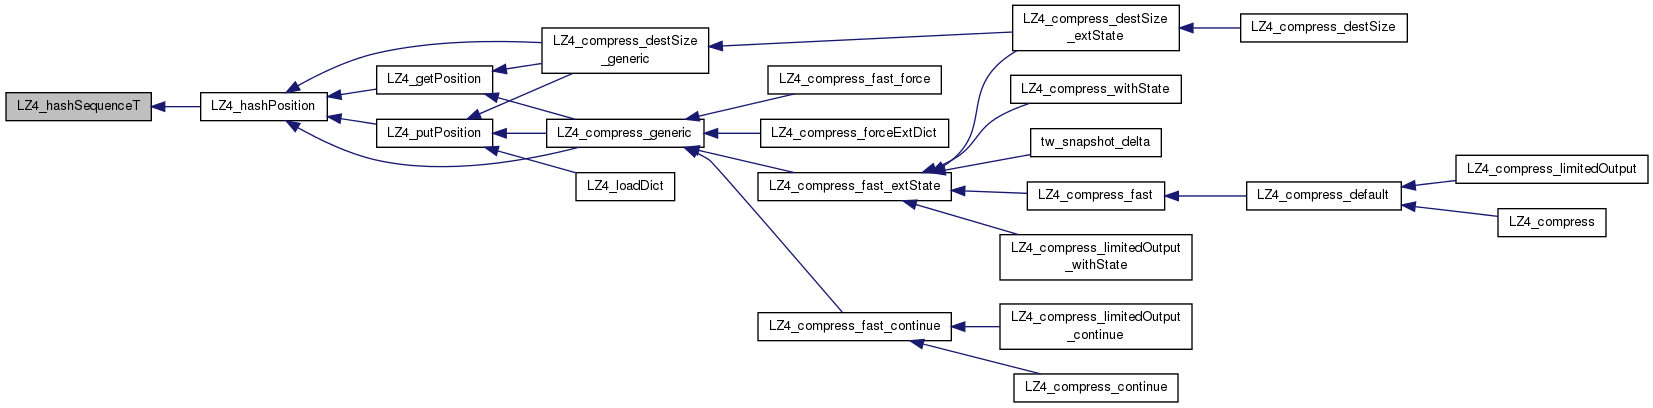 LZ4_hashSequenceT
LZ4_hashPosition
LZ4_getPosition
LZ4_putPosition
LZ4_compress_destSize
_generic
LZ4_compress_generic
LZ4_loadDict
LZ4_compress_fast_force
LZ4_compress_forceExtDict
LZ4_compress_fast_extState
LZ4_compress_fast_continue
LZ4_compress_destSize
_extState
LZ4_compress_withState
tw_snapshot_delta
LZ4_compress_fast
LZ4_compress_limitedOutput
_withState
LZ4_compress_limitedOutput
_continue
LZ4_compress_continue
LZ4_compress_destSize
LZ4_compress_default
LZ4_compress_limitedOutput
LZ4_compress